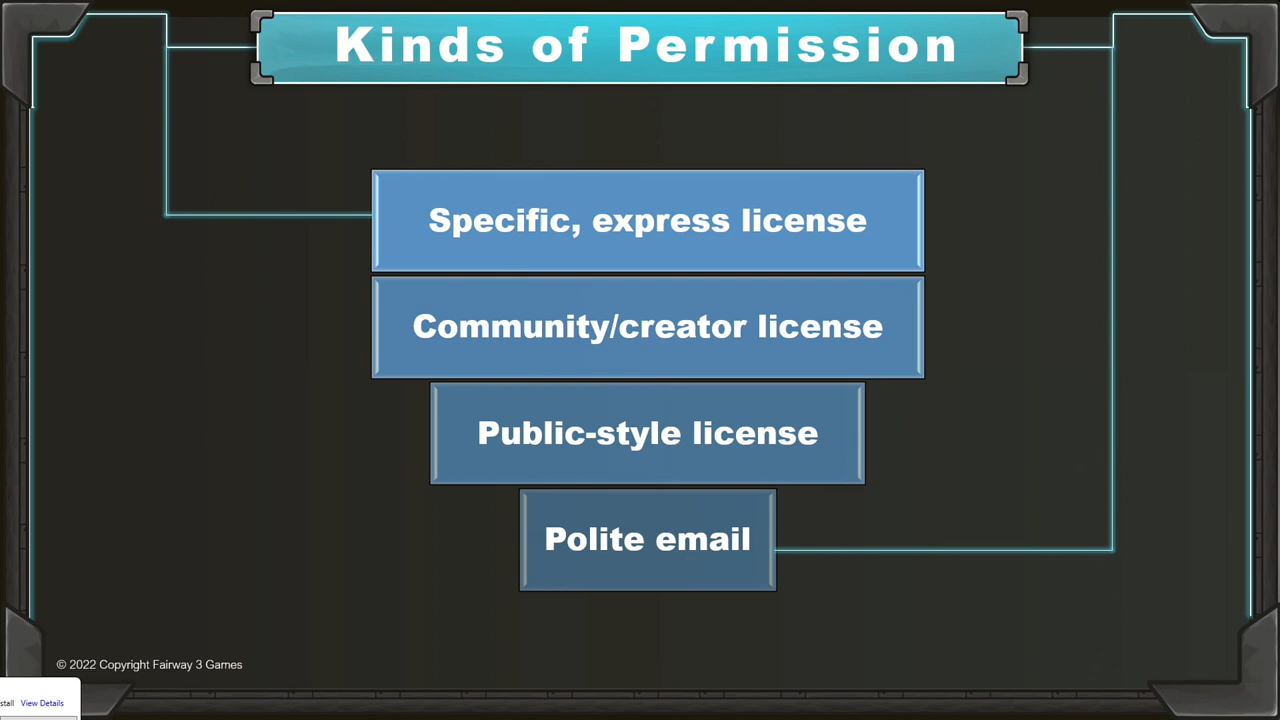 Kinds of Permission
Specific, express license
Community/creator license
Public-style license
Polite email
© 2022 Copyright Fairway 3 Games
stall View Details